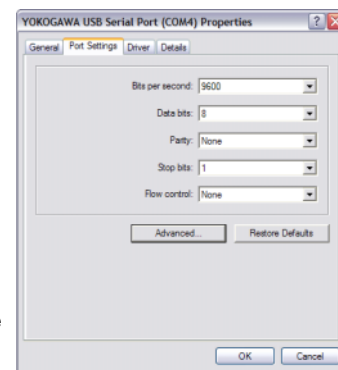 YOKOGAWA USB Serial Port (COM4) Properties
General Port Settings Driver Details
Bits per second: 9600
Data bits: 8
Parity: None
Stop bits: 1
Flow control: None
Advanced... Restore Defaults
OK Cancel